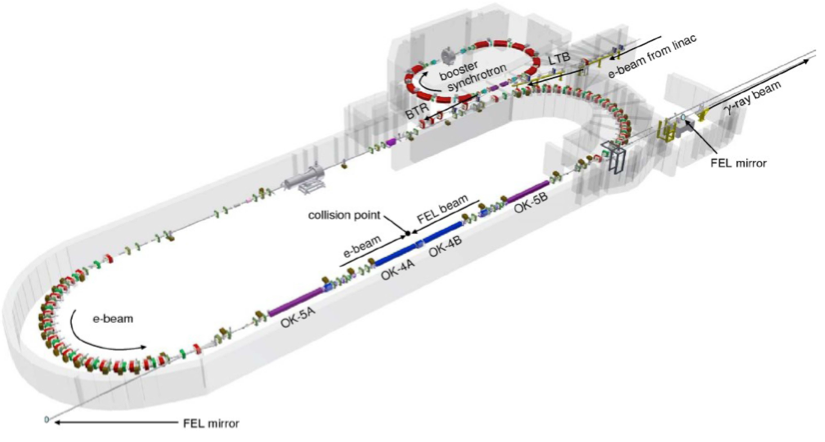 LTB
e-beam from linac
booster
synchrotron
BTR
γ-ray beam
FEL mirror
collision point
FEL beam
OK-5B
e-beam
OK-4B
OK-4A
e-beam
OK-5A
FEL mirror